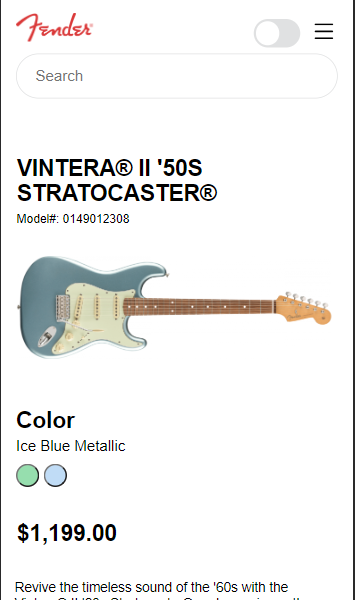 Fender
Search
VINTERA® II '50S
STRATOCASTER®
Model#: 0149012308
Color
Ice Blue Metallic
$1,199.00
Revive the timeless sound of the '60s with the